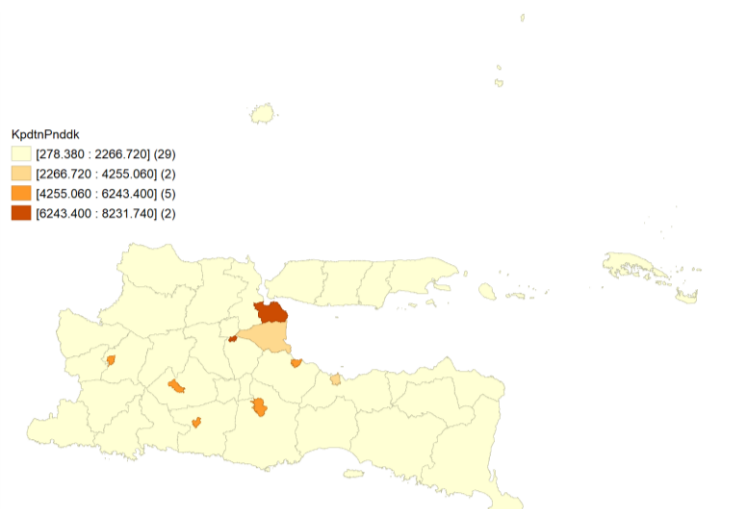 KpdtnPnddk
[278.380 : 2266.720] (29)
[2266.720 : 4255.060] (2)
[4255.060 : 6243.400] (5)
[6243.400 : 8231.740] (2)